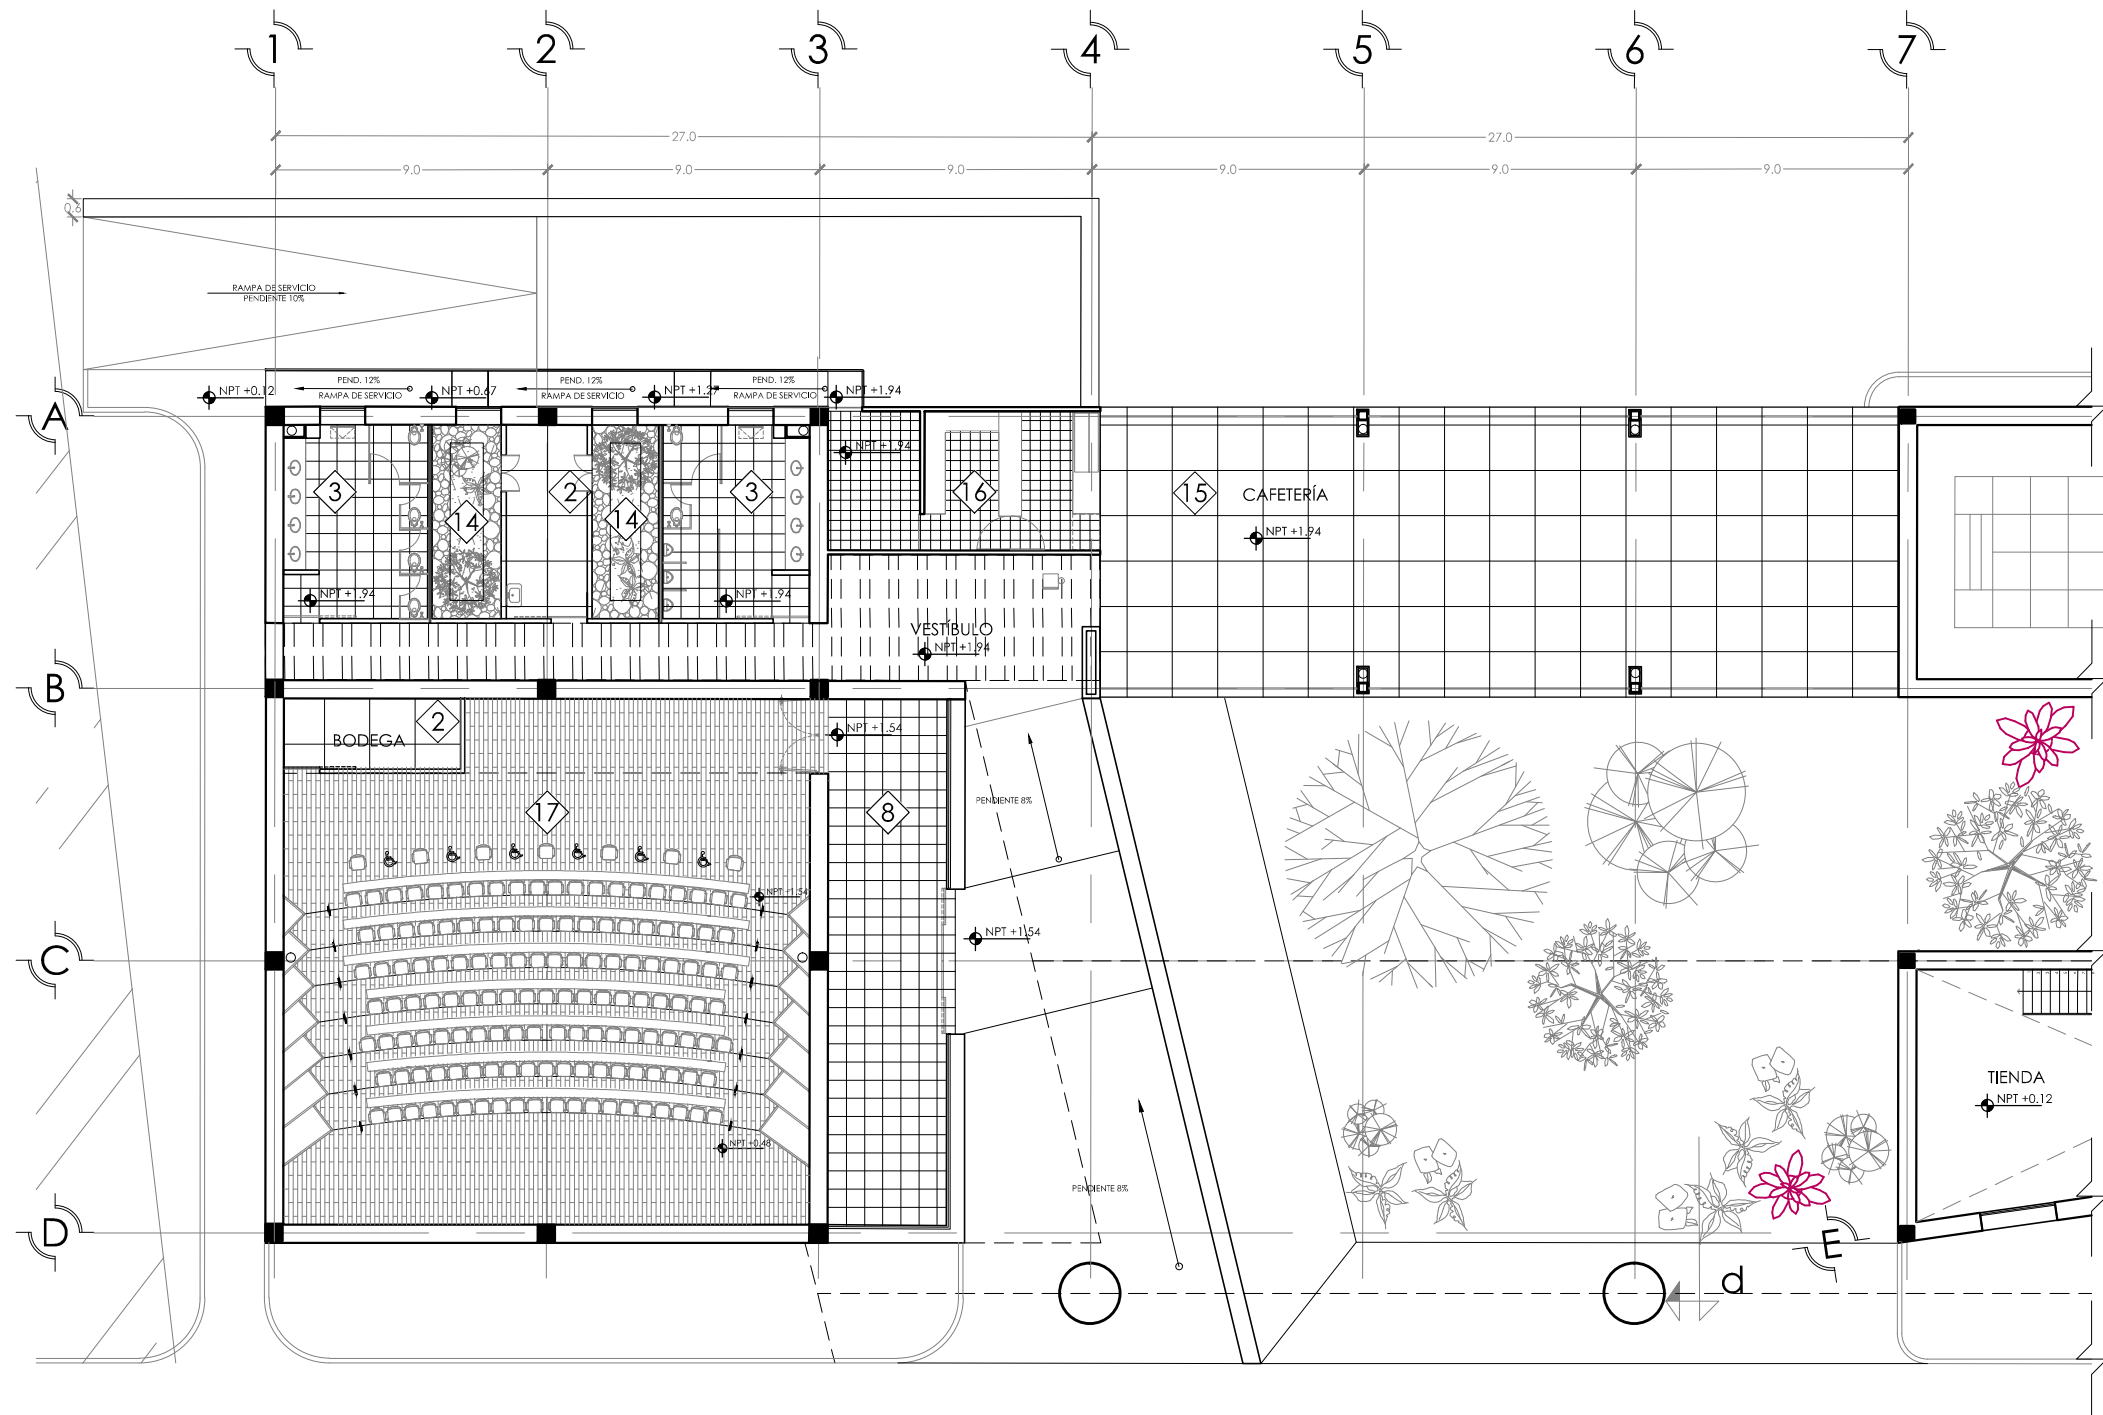 1 2 3 4 5 6 7
27.0 27.0
9.0 9.0 9.0 9.0 9.0 9.0
0.6
RAMPA DE SERVICIO
PENDIENTE 10%
PEND. 12% PEND. 12% PEND. 12%
NPT +0.12 NPT +0.67 NPT +1.27 NPT +1.94
RAMPA DE SERVICIO RAMPA DE SERVICIO RAMPA DE SERVICIO
A
NPT +1.94
3 14 2 14 3 16 15 CAFETERÍA
NPT +1.94
NPT +1.94 NPT +1.94
VESTÍBULO
NPT +1.94
B
2
BODEGA
NPT +1.54
17 8
PENDIENTE 8%
NPT +1.54
C
NPT +1.54
TIENDA
NPT +0.12
NPT +0.48
PENDIENTE 8%
D
E
d